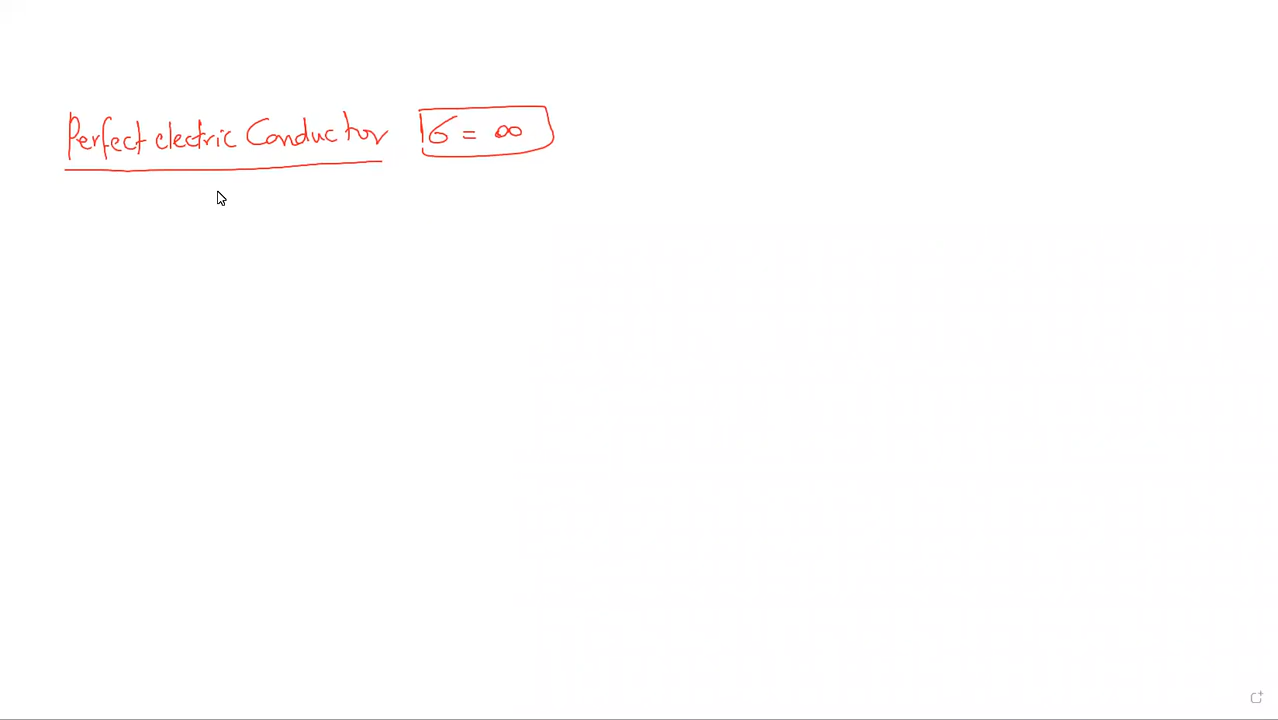 Perfect electric Conductor σ = ∞